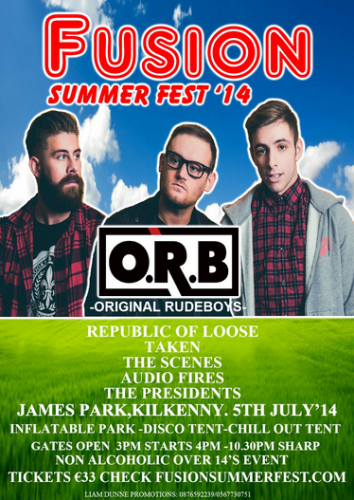 FUSION
SUMMER FEST '14
O.R.B
-ORIGINAL RUDEBOYS-
REPUBLIC OF LOOSE
TAKEN
THE SCENES
AUDIO FIRES
THE PRESIDENTS
JAMES PARK,KILKENNY. 5TH JULY'14
INFLATABLE PARK -DISCO TENT-CHILL OUT TENT
GATES OPEN 3PM STARTS 4PM -10.30PM SHARP
NON ALCOHOLIC OVER 14'S EVENT
TICKETS €33 CHECK FUSIONSUMMERFEST.COM
LIAM DUNNE PROMOTIONS: 0876592239/0567730751